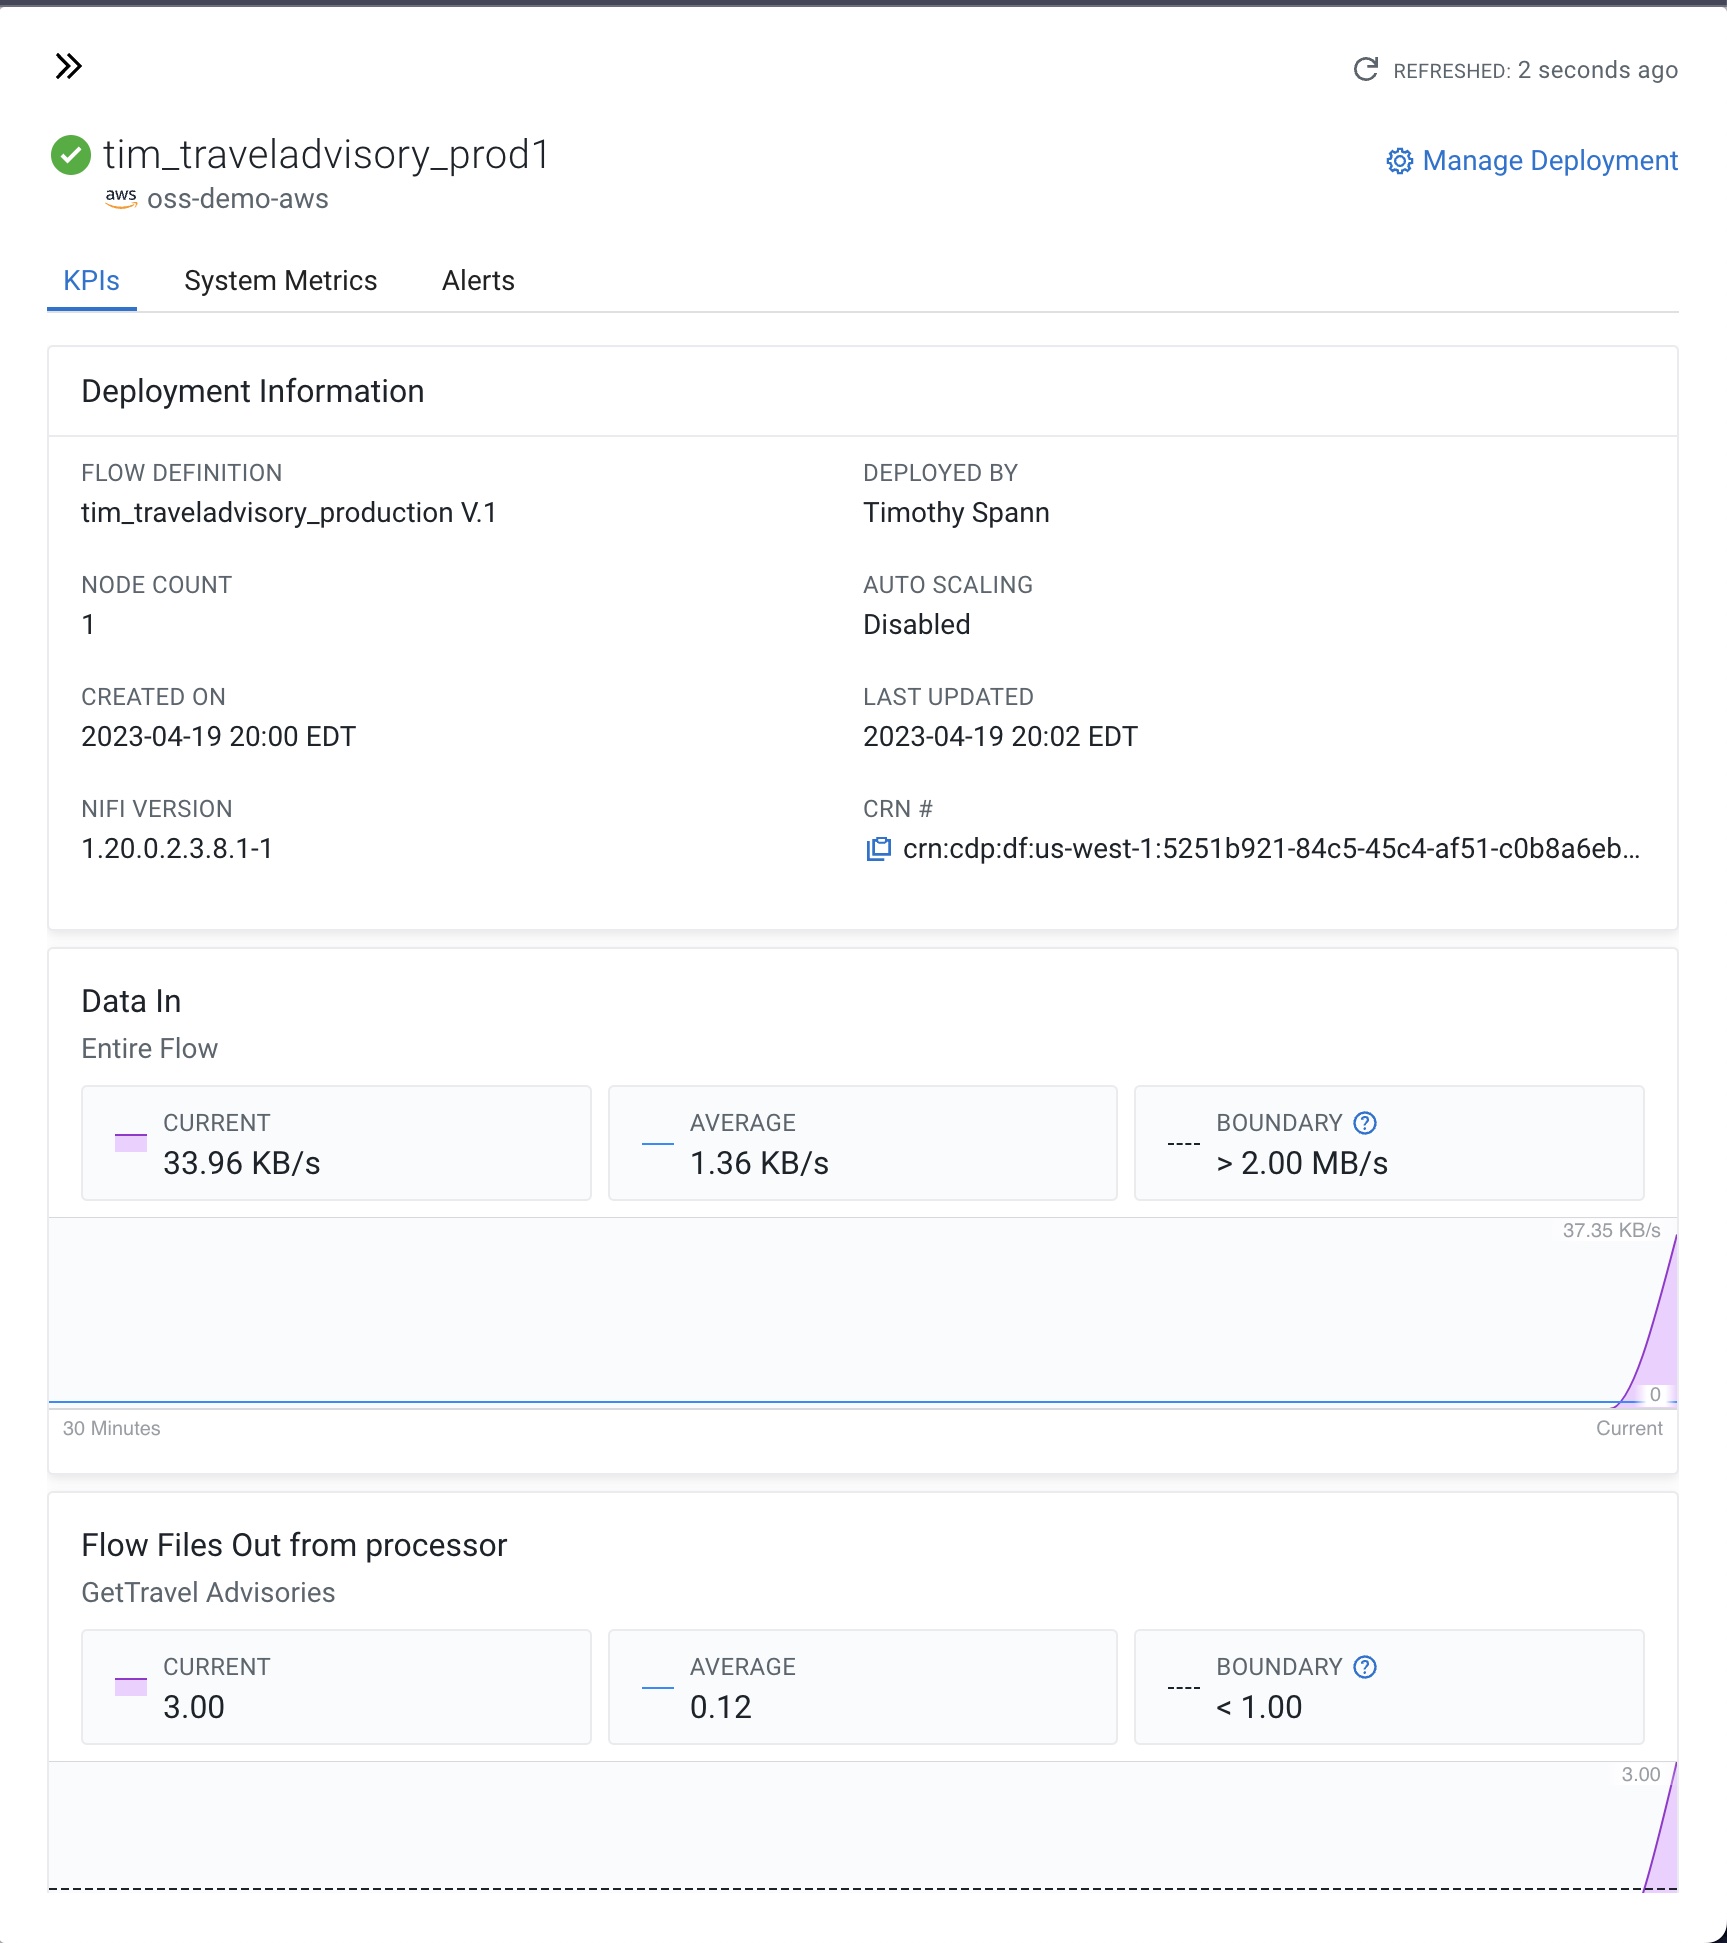 REFRESHED: 2 seconds ago
tim_traveladvisory_prod1
Manage Deployment
aws oss-demo-aws
KPIs System Metrics Alerts
Deployment Information
FLOW DEFINITION DEPLOYED BY
tim_traveladvisory_production V.1 Timothy Spann
NODE COUNT AUTO SCALING
1 Disabled
CREATED ON LAST UPDATED
2023-04-19 20:00 EDT 2023-04-19 20:02 EDT
NIFI VERSION CRN #
1.20.0.2.3.8.1-1 crn:cdp:df:us-west-1:5251b921-84c5-45c4-af51-c0b8a6eb...
Data In
Entire Flow
CURRENT AVERAGE BOUNDARY ?
33.96 KB/s 1.36 KB/s > 2.00 MB/s
37.35 KB/s
0
30 Minutes Current
Flow Files Out from processor
GetTravel Advisories
CURRENT AVERAGE BOUNDARY ?
3.00 0.12 < 1.00
3.00